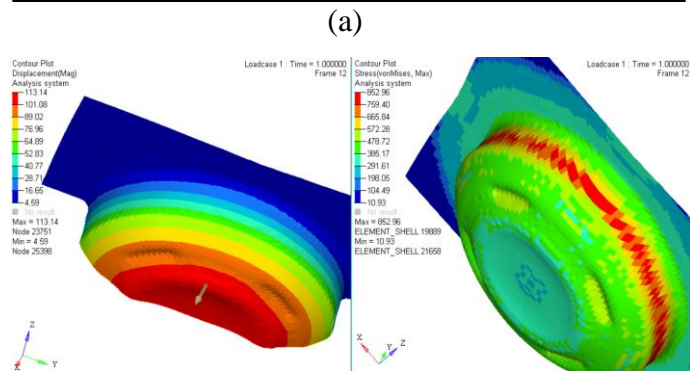 (a)
Contour Plot
Displacement(Mag)
Analysis system
113.14
101.08
89.02
76.96
64.89
52.83
40.77
28.71
16.65
4.59
No result
Max = 113.14
Node 23751
Min = 4.59
Node 25398
Loadcase 1 : Time = 1.000000
Frame 12
Z
Y
X
Contour Plot
Stress(vonMises, Max)
Analysis system
852.96
759.40
665.84
572.28
478.72
385.17
291.61
198.05
104.49
10.93
No result
Max = 852.96
ELEMENT_SHELL 19889
Min = 10.93
ELEMENT_SHELL 21658
Loadcase 1 : Time = 1.000000
Frame 12
X
Y
Z